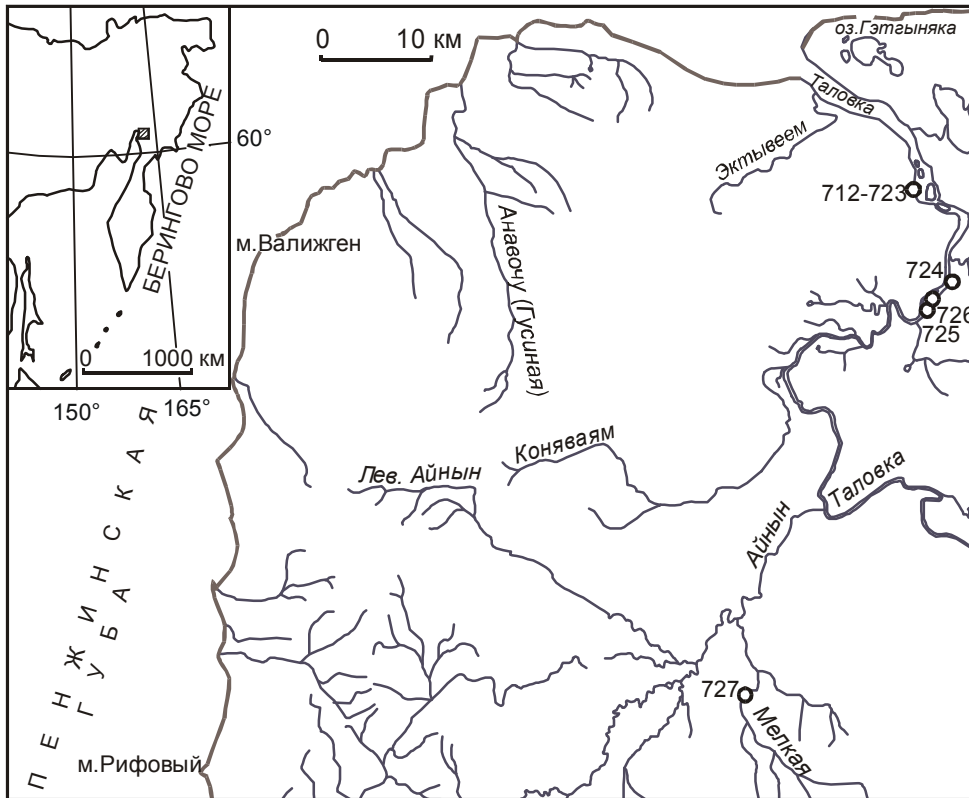 0 10 км
оз.Гэтгыняка
Таловка
60°
БЕРИНГОВО МОРЕ
Эктывеем
712-723
м.Валижген
Анавочу (Гусиная)
724
726
725
0 1000 км
150° 165°
Коняваям
Лев. Айнын
Таловка
Айнын
ПЕНЖИНСКАЯ
ГУБА
727
Мелкая
м.Рифовый